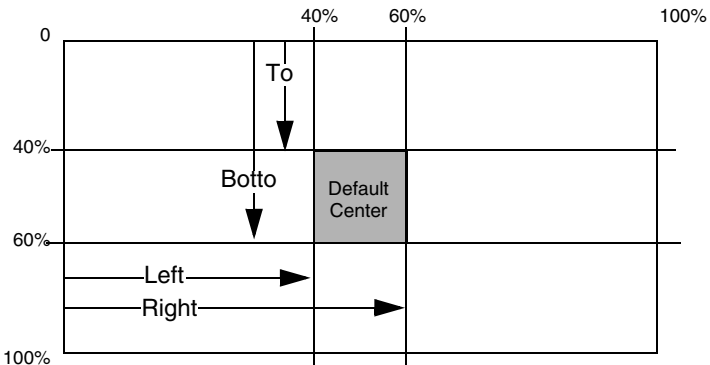 40% 60% 100%
0
To
40%
Botto
Default
Center
60%
Left
Right
100%